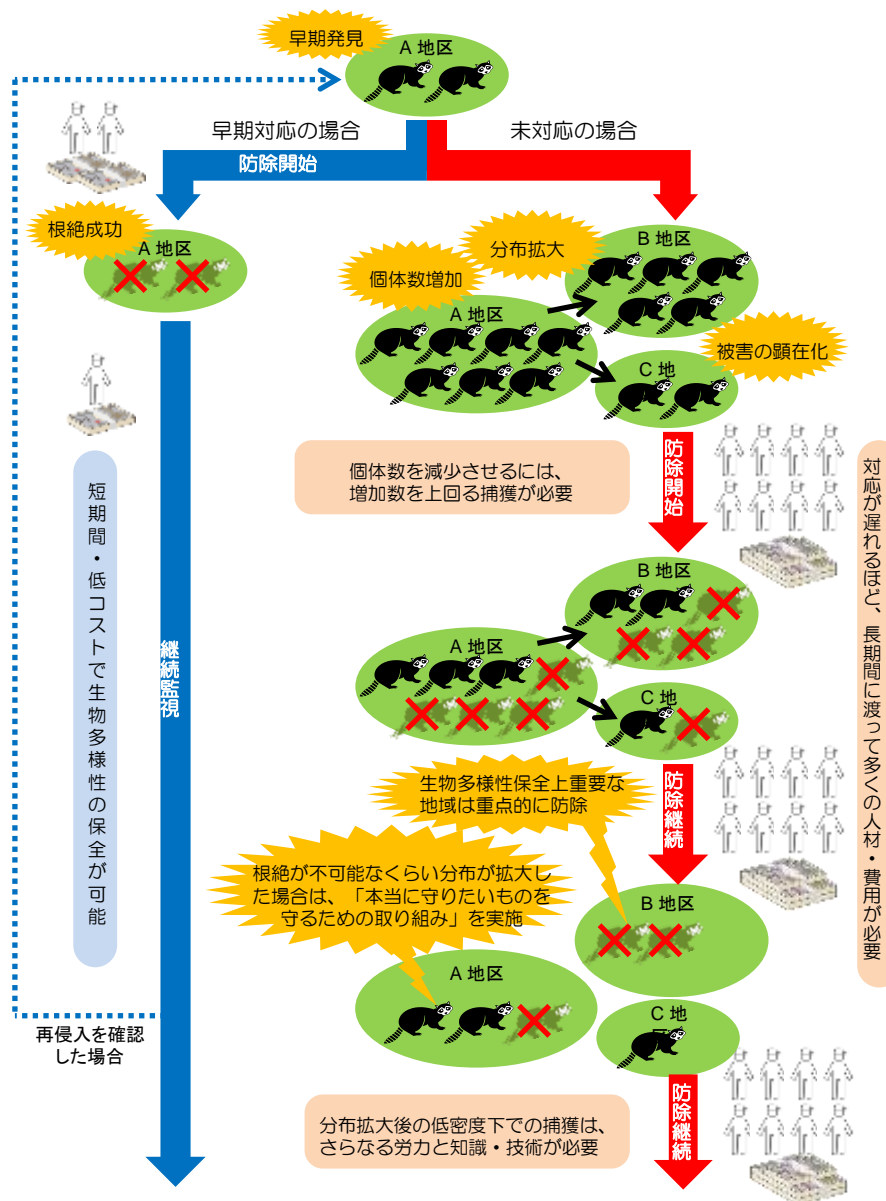 早期発見
A 地区
早期対応の場合
未対応の場合
防除開始
根絶成功
A 地区
分布拡大
B 地区
個体数増加
A 地区
被害の顕在化
C 地
防除開始
個体数を減少させるには、
増加数を上回る捕獲が必要
対応が遅れるほど、長期間に渡って多くの人材・費用が必要
短期間・低コストで生物多様性の保全が可能
継続監視
B 地区
A 地区
C 地
防除継続
生物多様性保全上重要な
地域は重点的に防除
根絶が不可能なくらい分布が拡大し
た場合は、「本当に守りたいものを
守るための取り組み」を実施
B 地区
A 地区
C 地
再侵入を確認
した場合
防除継続
分布拡大後の低密度下での捕獲は、
さらなる労力と知識・技術が必要